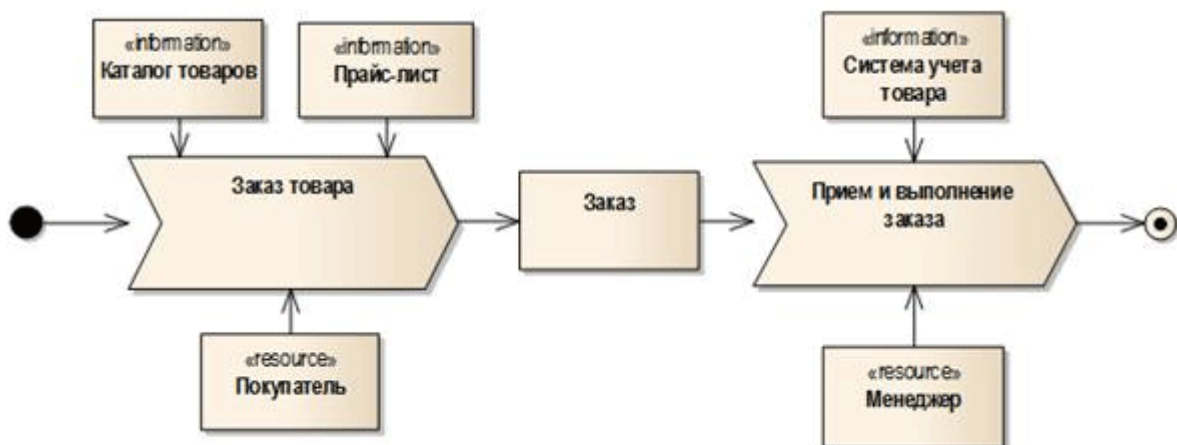 «information»
Каталог товаров
«information»
Прайс-лист
«information»
Система учета
товара
Заказ товара
Заказ
Прием и выполнение
заказа
«resource»
Покупатель
«resource»
Менеджер